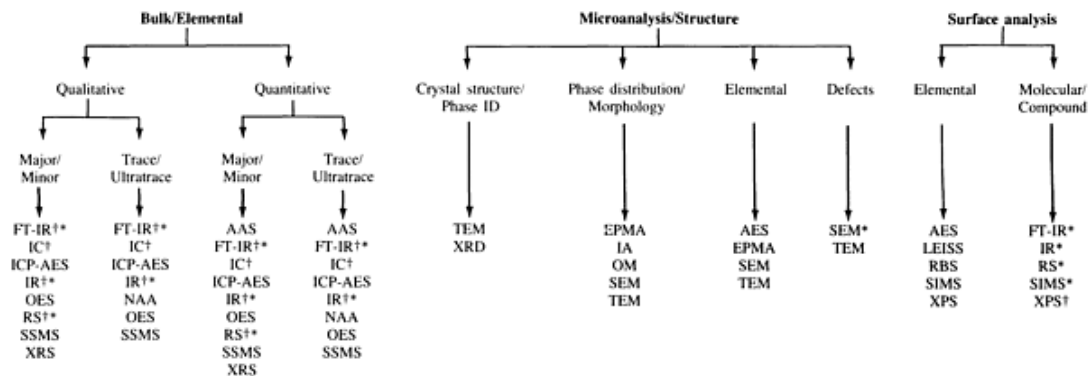 Bulk/Elemental
Qualitative
Major/
Minor
FT-IR†*
IC†
ICP-AES
IR†*
OES
RS†*
SSMS
XRS
Trace/
Ultratrace
FT-IR†*
IC†
ICP-AES
IR†*
NAA
OES
SSMS
Quantitative
Major/
Minor
AAS
FT-IR†*
IC†
ICP-AES
IR†*
OES
RS†*
SSMS
XRS
Trace/
Ultratrace
AAS
FT-IR†*
IC†
ICP-AES
IR†*
NAA
OES
SSMS
Microanalysis/Structure
Crystal structure/
Phase ID
TEM
XRD
Phase distribution/
Morphology
EPMA
IA
OM
SEM
TEM
Elemental
AES
EPMA
SEM
TEM
Defects
SEM*
TEM
Surface analysis
Elemental
AES
LEISS
RBS
SIMS
XPS
Molecular/
Compound
FT-IR*
IR*
RS*
SIMS*
XPS†